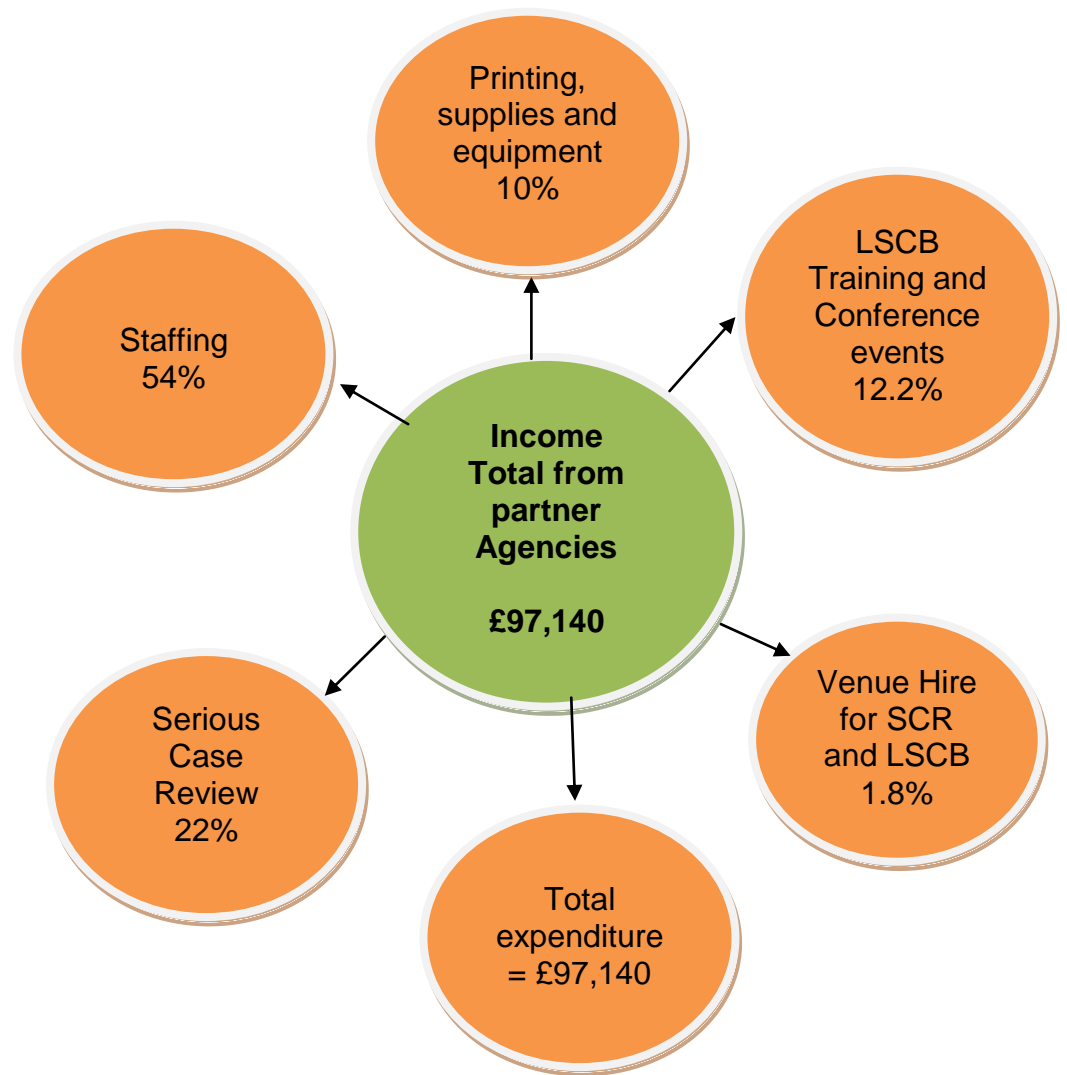 Printing,
supplies and
equipment
10%
LSCB
Training and
Conference
events
12.2%
Staffing
54%
Income
Total from
partner
Agencies
£97,140
Venue Hire
for SCR
and LSCB
1.8%
Serious
Case
Review
22%
Total
expenditure
= £97,140